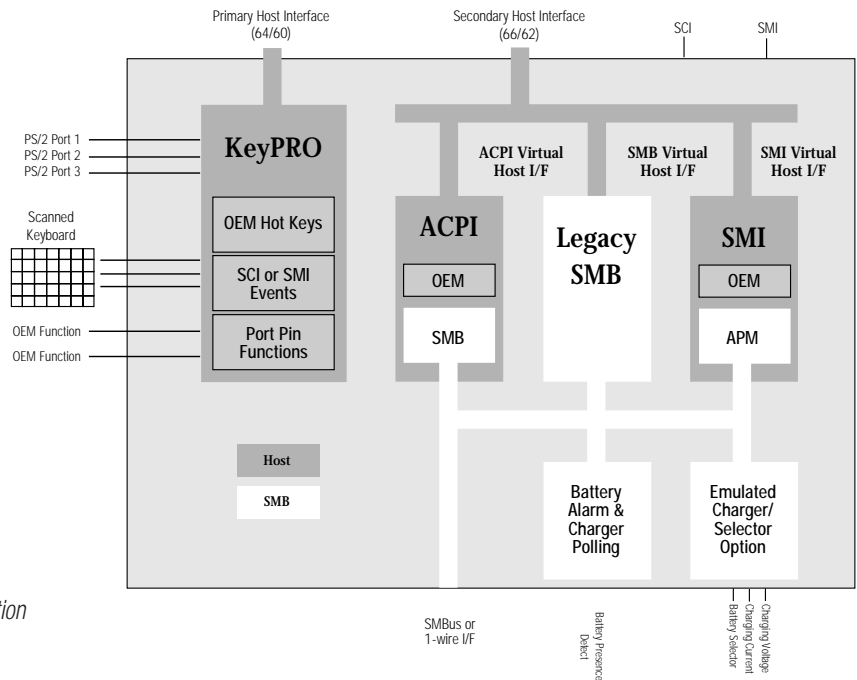 Primary Host Interface
(64/60)
Secondary Host Interface
(66/62)
SCI
SMI
PS/2 Port 1
PS/2 Port 2
PS/2 Port 3
Scanned
Keyboard
OEM Function
OEM Function
KeyPRO
OEM Hot Keys
SCI or SMI
Events
Port Pin
Functions
ACPI Virtual
Host I/F
SMB Virtual
Host I/F
SMI Virtual
Host I/F
ACPI
OEM
SMB
Legacy
SMB
SMI
OEM
APM
Host
SMB
Battery
Alarm &
Charger
Polling
Emulated
Charger/
Selector
Option
tion
SMBus or
1-wire I/F
Battery Presence
Detect
Battery Selector
Charging Current
Charging Voltage